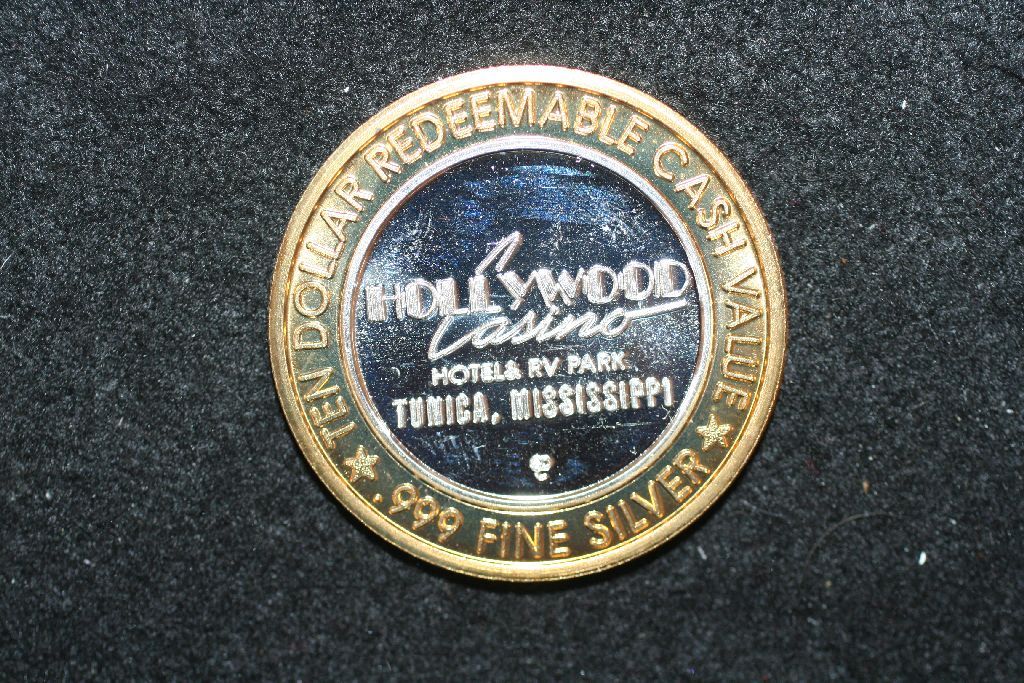 TEN DOLLAR REDEEMABLE CASH VALUE
HOLLYWOOD
Casino
HOTEL & RV PARK
TUNICA, MISSISSIPPI
.999 FINE SILVER